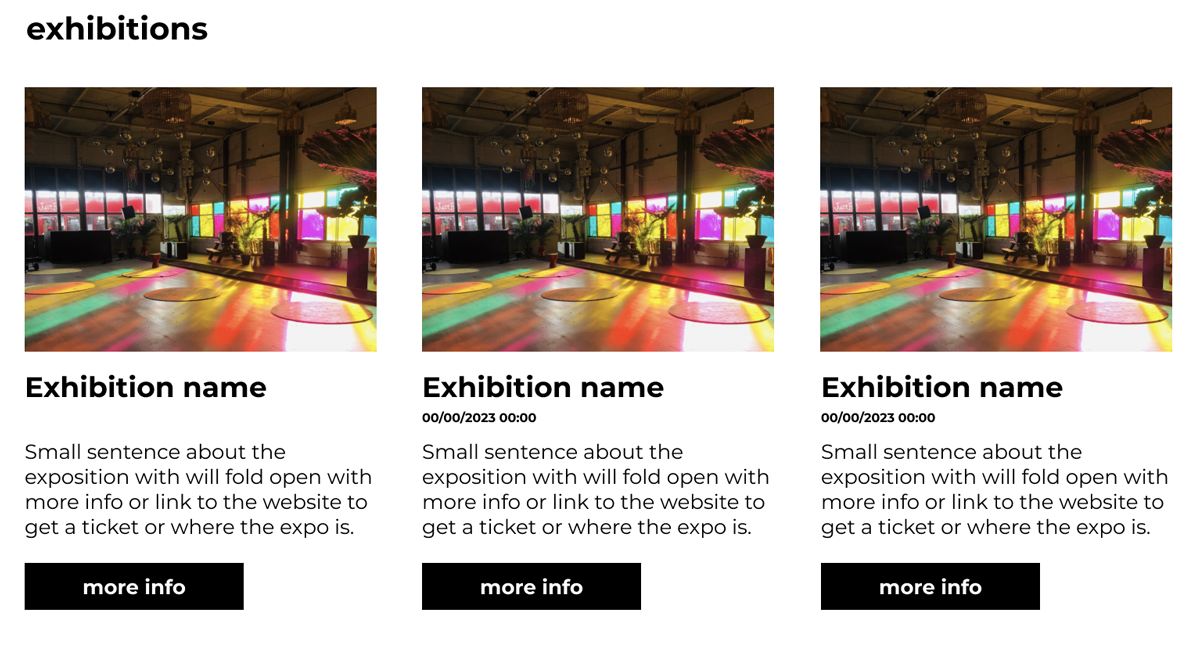 exhibitions
Exhibition name
Small sentence about the
exposition with will fold open with
more info or link to the website to
get a ticket or where the expo is.
more info
Exhibition name
00/00/2023 00:00
Small sentence about the
exposition with will fold open with
more info or link to the website to
get a ticket or where the expo is.
more info
Exhibition name
00/00/2023 00:00
Small sentence about the
exposition with will fold open with
more info or link to the website to
get a ticket or where the expo is.
more info